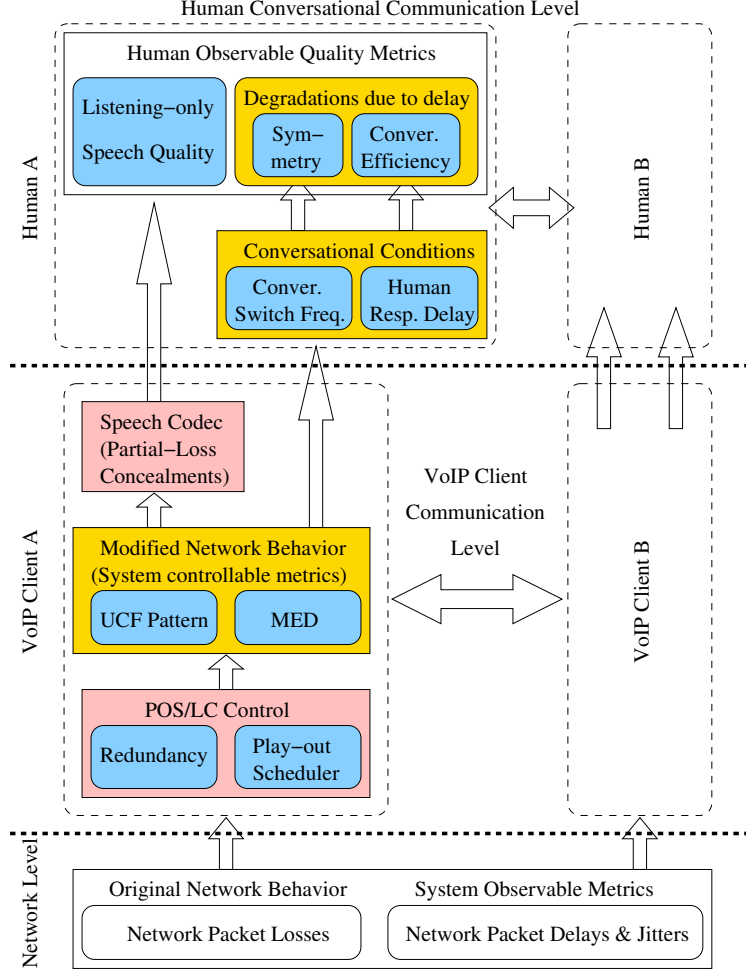 Human Conversational Communication Level
Human Observable Quality Metrics
Listening−only
Speech Quality
Degradations due to delay
Sym−
metry
Conver.
Efficiency
Human A
Human B
Conversational Conditions
Conver.
Switch Freq.
Human
Resp. Delay
Speech Codec
(Partial−Loss
Concealments)
VoIP Client
Communication
Level
Modified Network Behavior
(System controllable metrics)
UCF Pattern
MED
VoIP Client A
VoIP Client B
POS/LC Control
Redundancy
Play−out
Scheduler
Network Level
Original Network Behavior
System Observable Metrics
Network Packet Losses
Network Packet Delays & Jitters